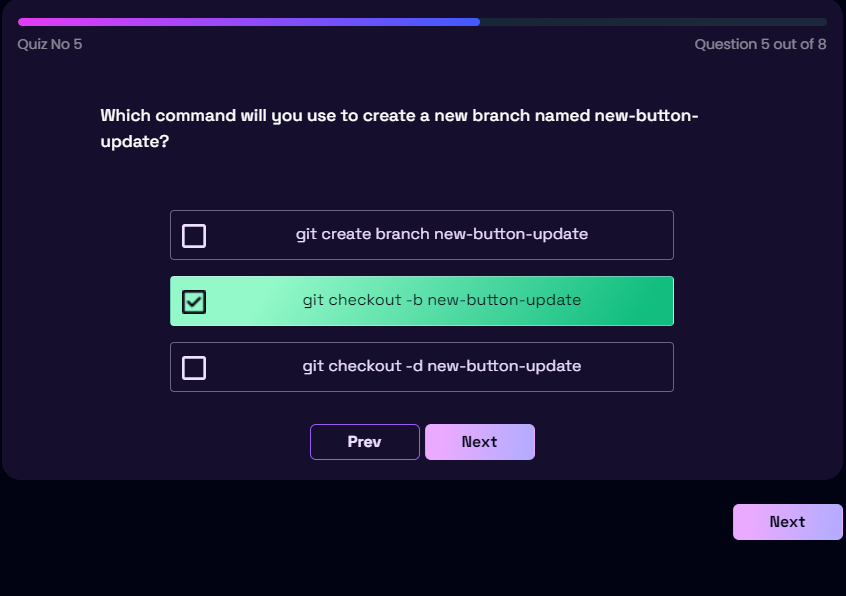 Quiz No 5
Question 5 out of 8
Which command will you use to create a new branch named new-button-
update?
git create branch new-button-update
git checkout -b new-button-update
git checkout -d new-button-update
Prev
Next
Next